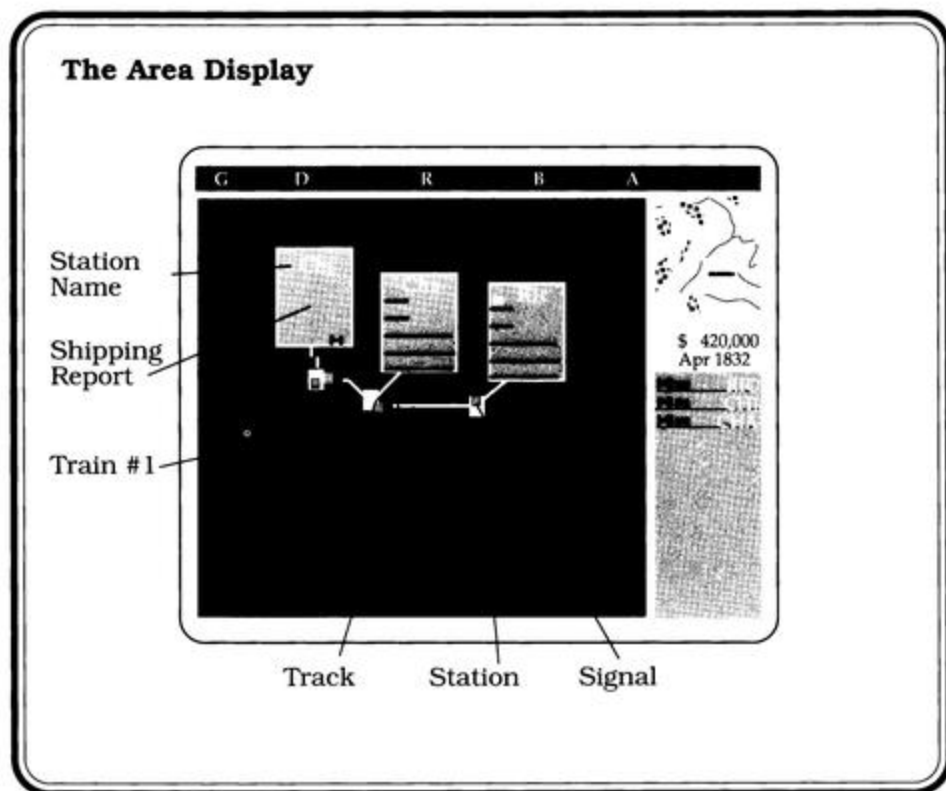 The Area Display
G D R B A
Station
Name
Shipping
Report
$ 420,000
Apr 1832
Train #1
Track Station Signal